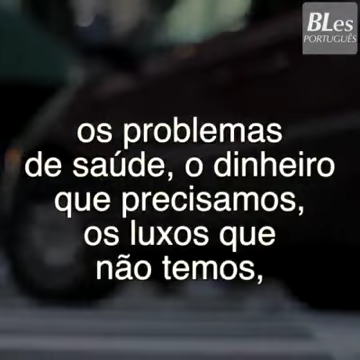 BLes
PORTUGUÊS
os problemas
de saúde, o dinheiro
que precisamos,
os luxos que
não temos,